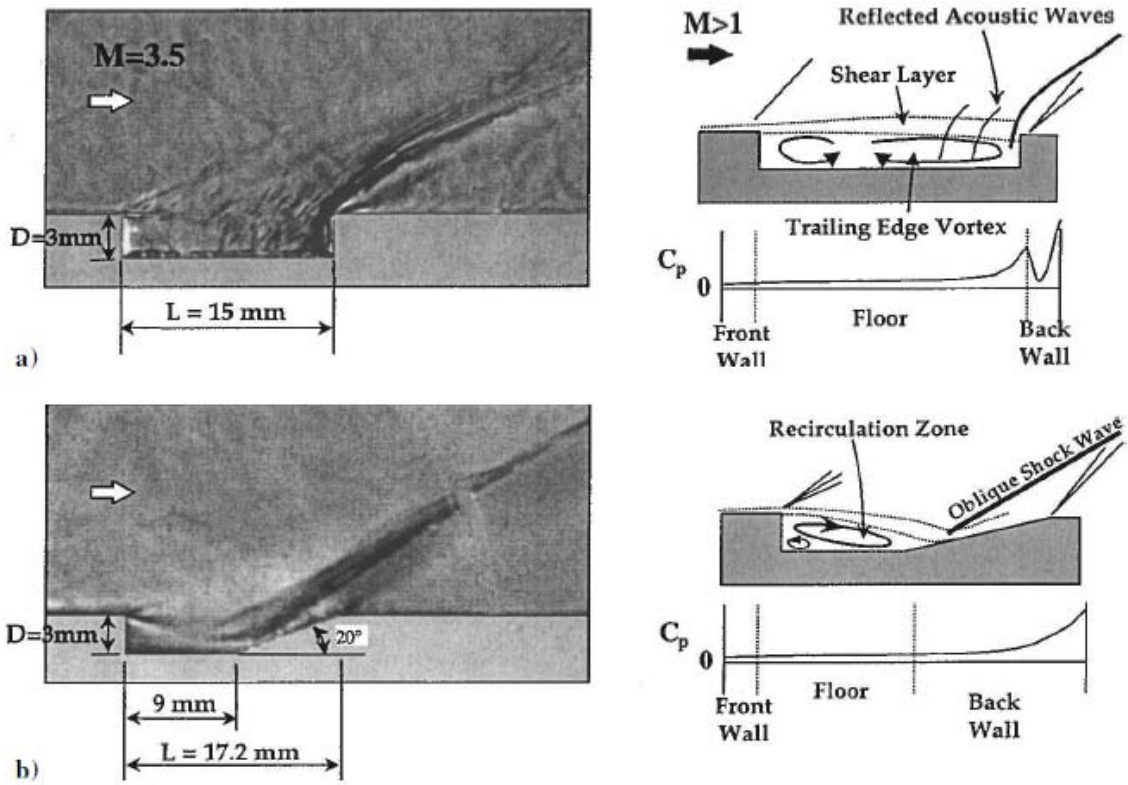 M=3.5
D=3mm
L = 15 mm
a)
M>1
Reflected Acoustic Waves
Shear Layer
Trailing Edge Vortex
Cp
0
Front
Wall
Floor
Back
Wall
D=3mm
20°
9 mm
L = 17.2 mm
b)
Recirculation Zone
Oblique Shock Wave
Cp
0
Front
Wall
Floor
Back
Wall